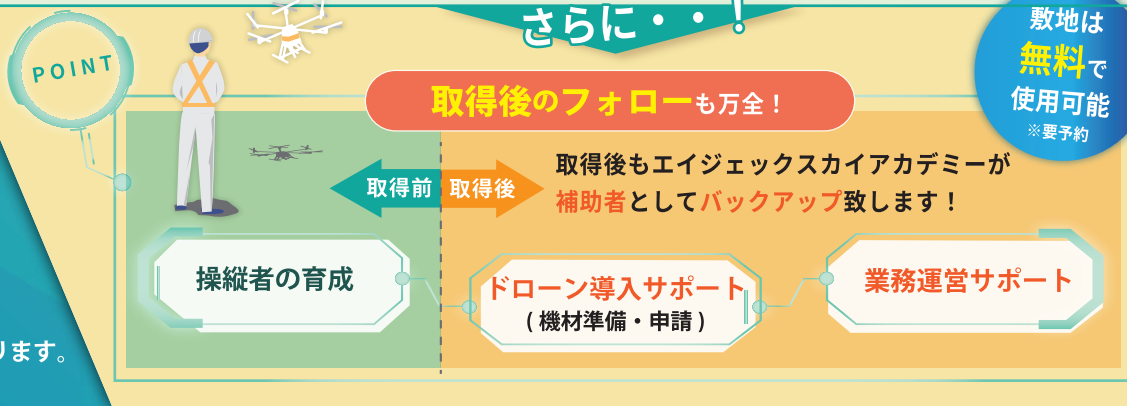 さらに・・！
POINT
敷地は
無料で
使用可能
※要予約
取得後のフォローも万全！
取得前
取得後
取得後もエイジェックスカイアカデミーが
補助者としてバックアップ致します！
操縦者の育成
ドローン導入サポート
( 機材準備・申請 )
業務運営サポート
ります。